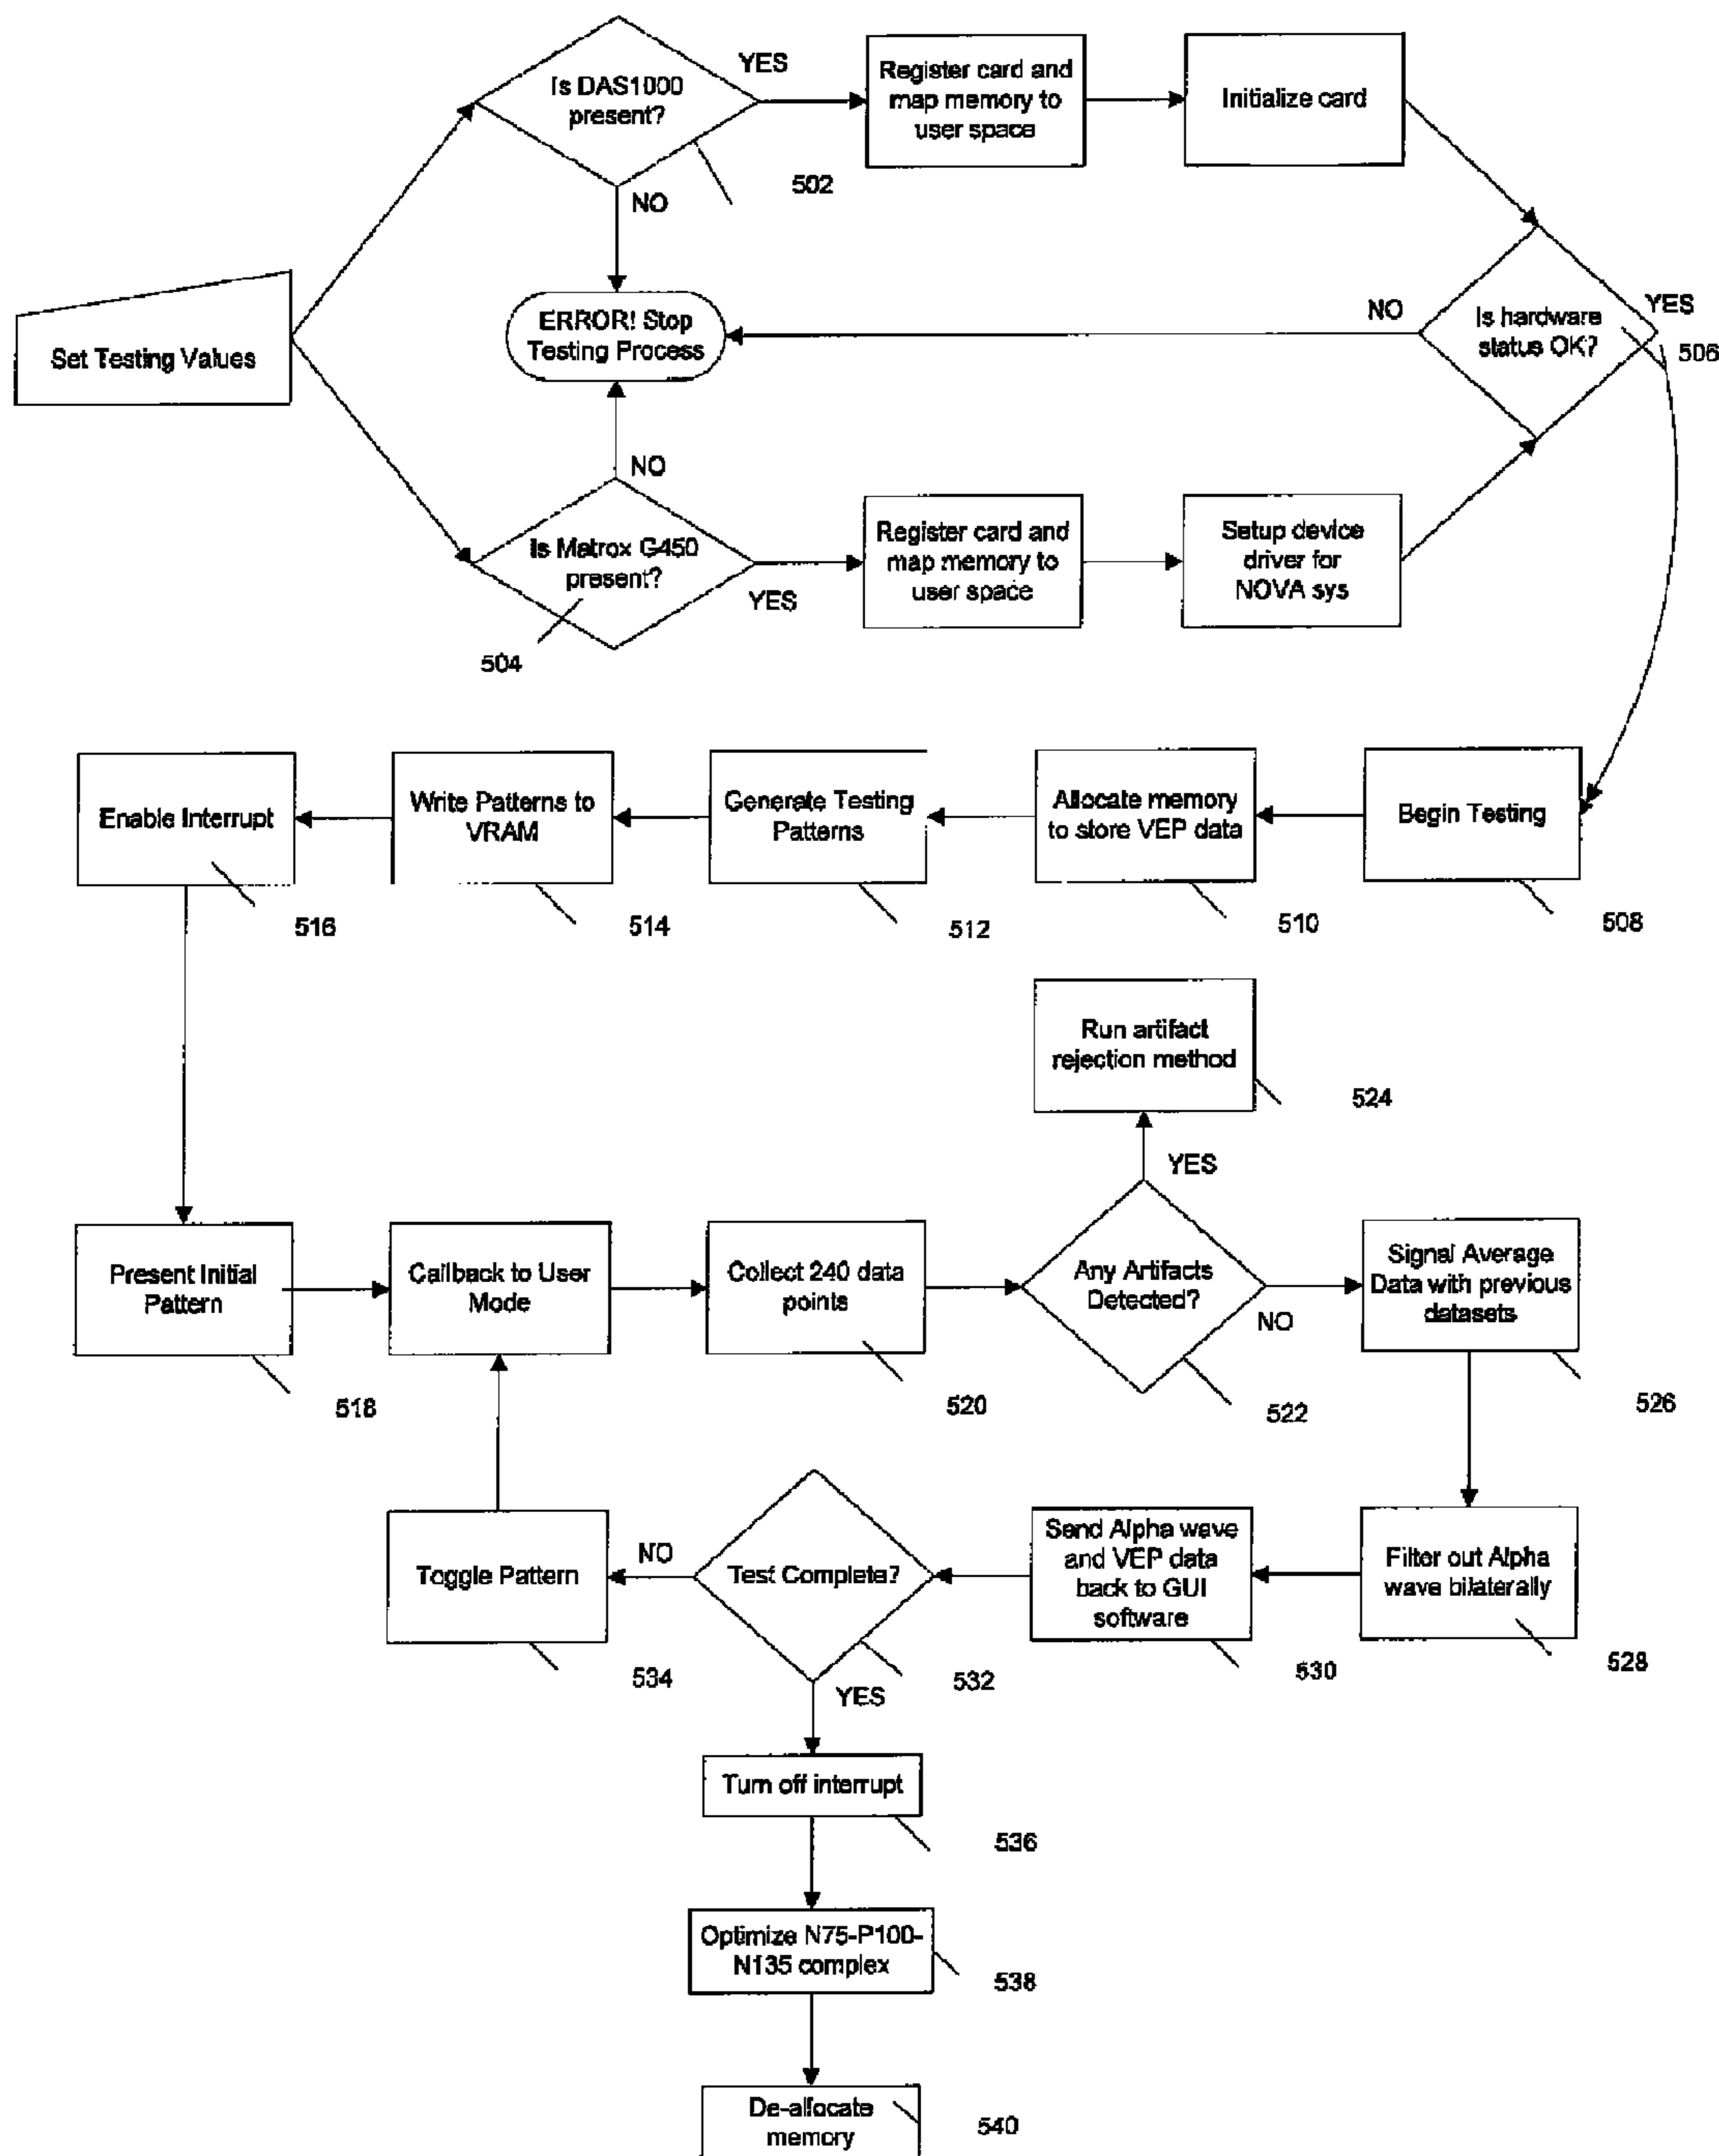 Is DAS1000
present?
YES
NO
502
Register card and
map memory to
user space
Initialize card
Set Testing Values
ERROR! Stop
Testing Process
NO
Is hardware
status OK?
YES
506
NO
Is Matrox G450
present?
YES
504
Register card and
map memory to
user space
Setup device
driver for
NOVA sys
Enable Interrupt
516
Write Patterns to
VRAM
514
Generate Testing
Patterns
512
Allocate memory
to store VEP data
510
Begin Testing
508
Run artifact
rejection method
524
YES
Present Initial
Pattern
518
Callback to User
Mode
Collect 240 data
points
520
Any Artifacts
Detected?
NO
522
Signal Average
Data with previous
datasets
526
Toggle Pattern
534
NO
Test Complete?
532
YES
Send Alpha wave
and VEP data
back to GUI
software
530
Filter out Alpha
wave bilaterally
528
Turn off interrupt
536
Optimize N75-P100-
N135 complex
538
De-allocate
memory
540